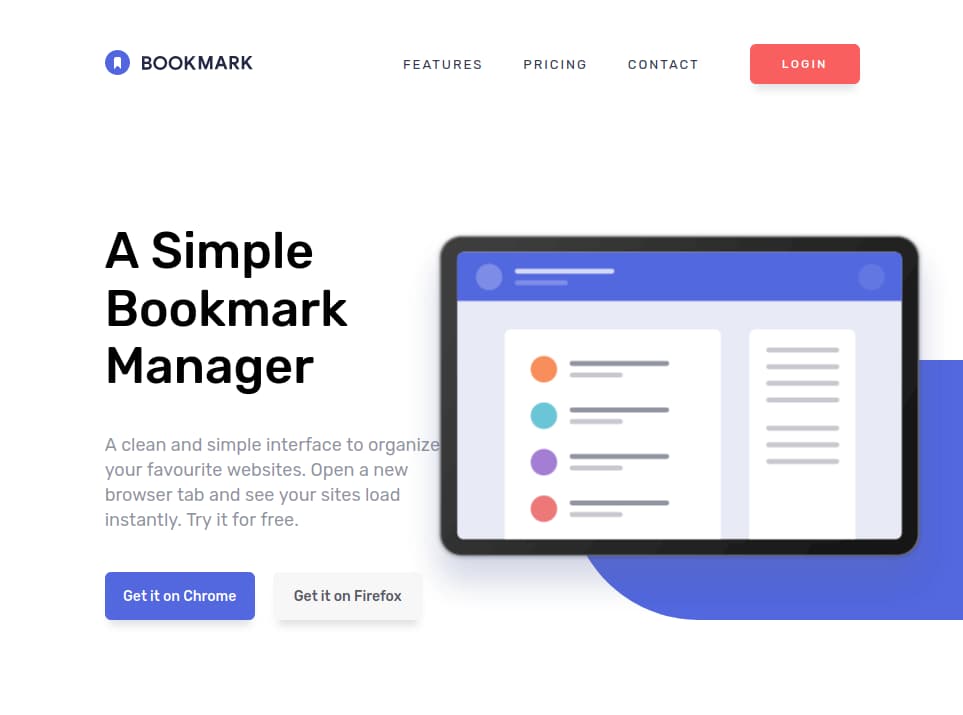 BOOKMARK
FEATURES
PRICING
CONTACT
LOGIN
A Simple
Bookmark
Manager
A clean and simple interface to organize
your favourite websites. Open a new
browser tab and see your sites load
instantly. Try it for free.
Get it on Chrome
Get it on Firefox